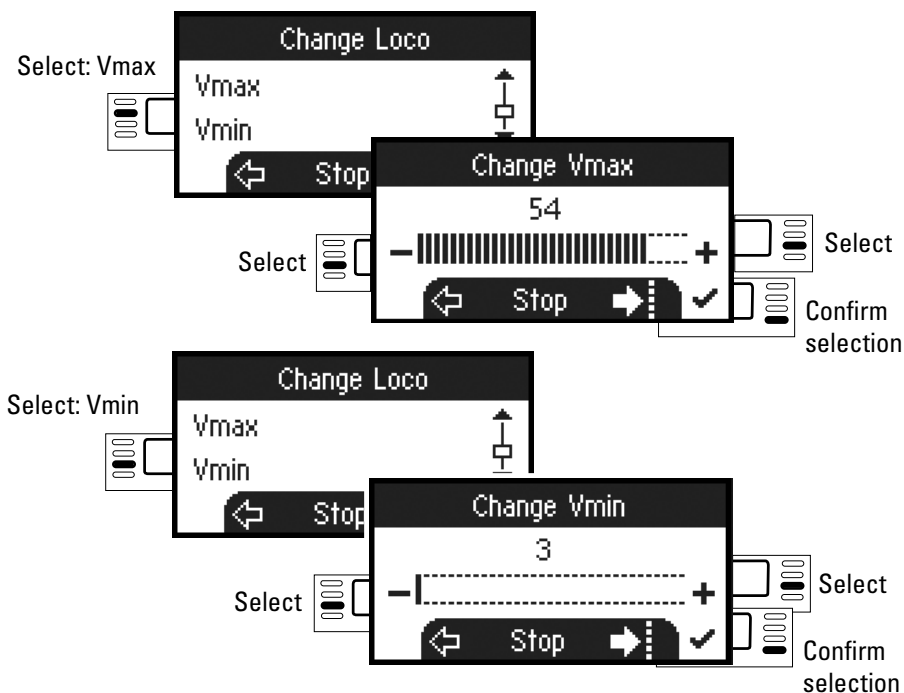 Change Loco
Select: Vmax
Vmax
Vmin
Stop
Change Vmax
54
Select
− +
Select
Stop
Confirm
selection
Change Loco
Select: Vmin
Vmax
Vmin
Stop
Change Vmin
3
Select
− +
Select
Stop
Confirm
selection